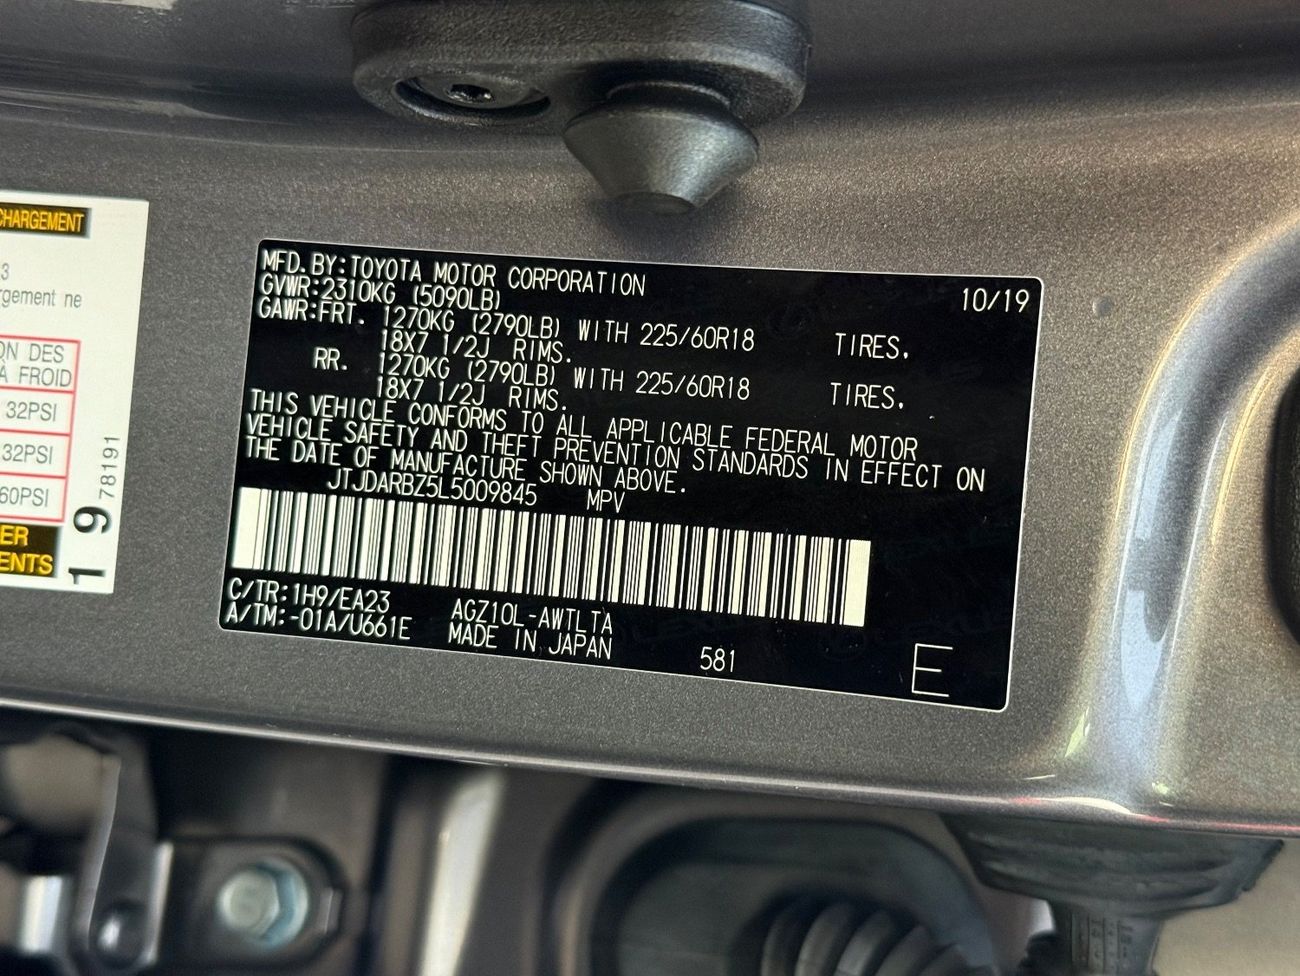 CHARGEMENT
3
rgement ne
ON DES
À FROID
32PSI
32PSI
60PSI
ER
ENTS
1 9 78191
MFD.BY:TOYOTA MOTOR CORPORATION 10/19
GVWR:2310KG (5090LB)
GAWR:FRT. 1270KG (2790LB) WITH 225/60R18 TIRES,
18X7 1/2J RIMS.
RR. 1270KG (2790LB) WITH 225/60R18 TIRES,
18X7 1/2J RIMS.
THIS VEHICLE CONFORMS TO ALL APPLICABLE FEDERAL MOTOR
VEHICLE SAFETY AND THEFT PREVENTION STANDARDS IN EFFECT ON
THE DATE OF MANUFACTURE SHOWN ABOVE.
JTJDARBZ5L5009845 MPV
C/TR:1H9/EA23 AGZ10L-AWTLTA
A/TM:-01A/U661E MADE IN JAPAN 581 E